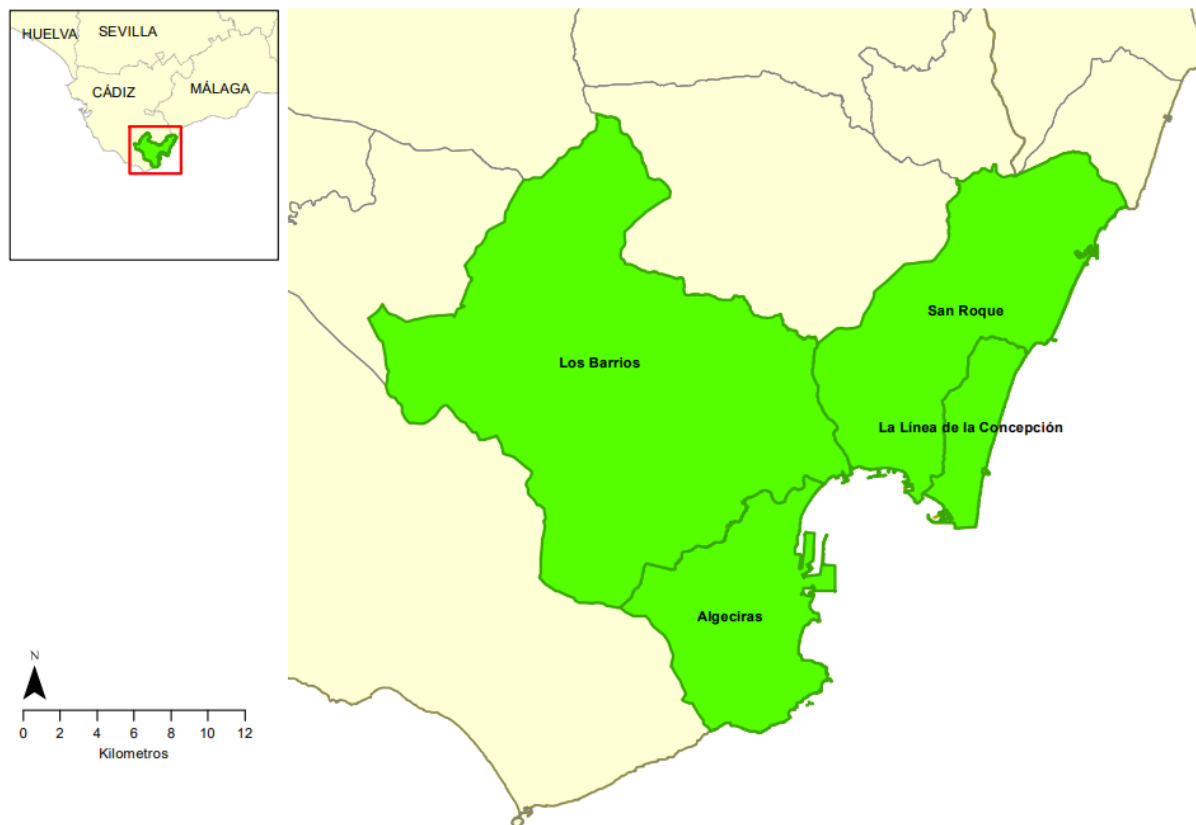 HUELVA
SEVILLA
CÁDIZ
MÁLAGA
San Roque
Los Barrios
La Línea de la Concepción
Algeciras
N
0 2 4 6 8 10 12
Kilometros